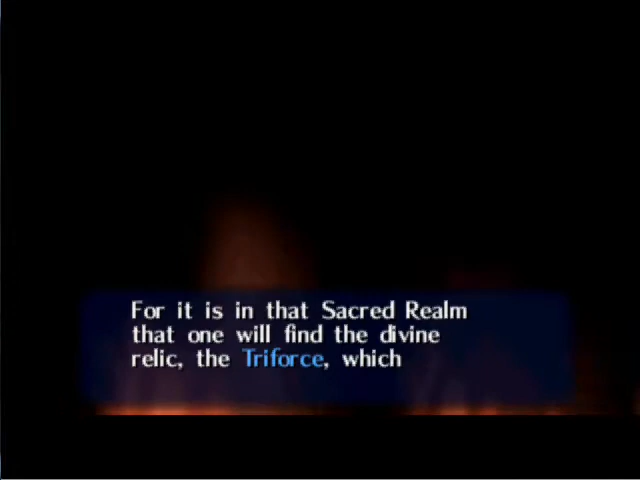 For it is in that Sacred Realm
that one will find the divine
relic, the Triforce, which